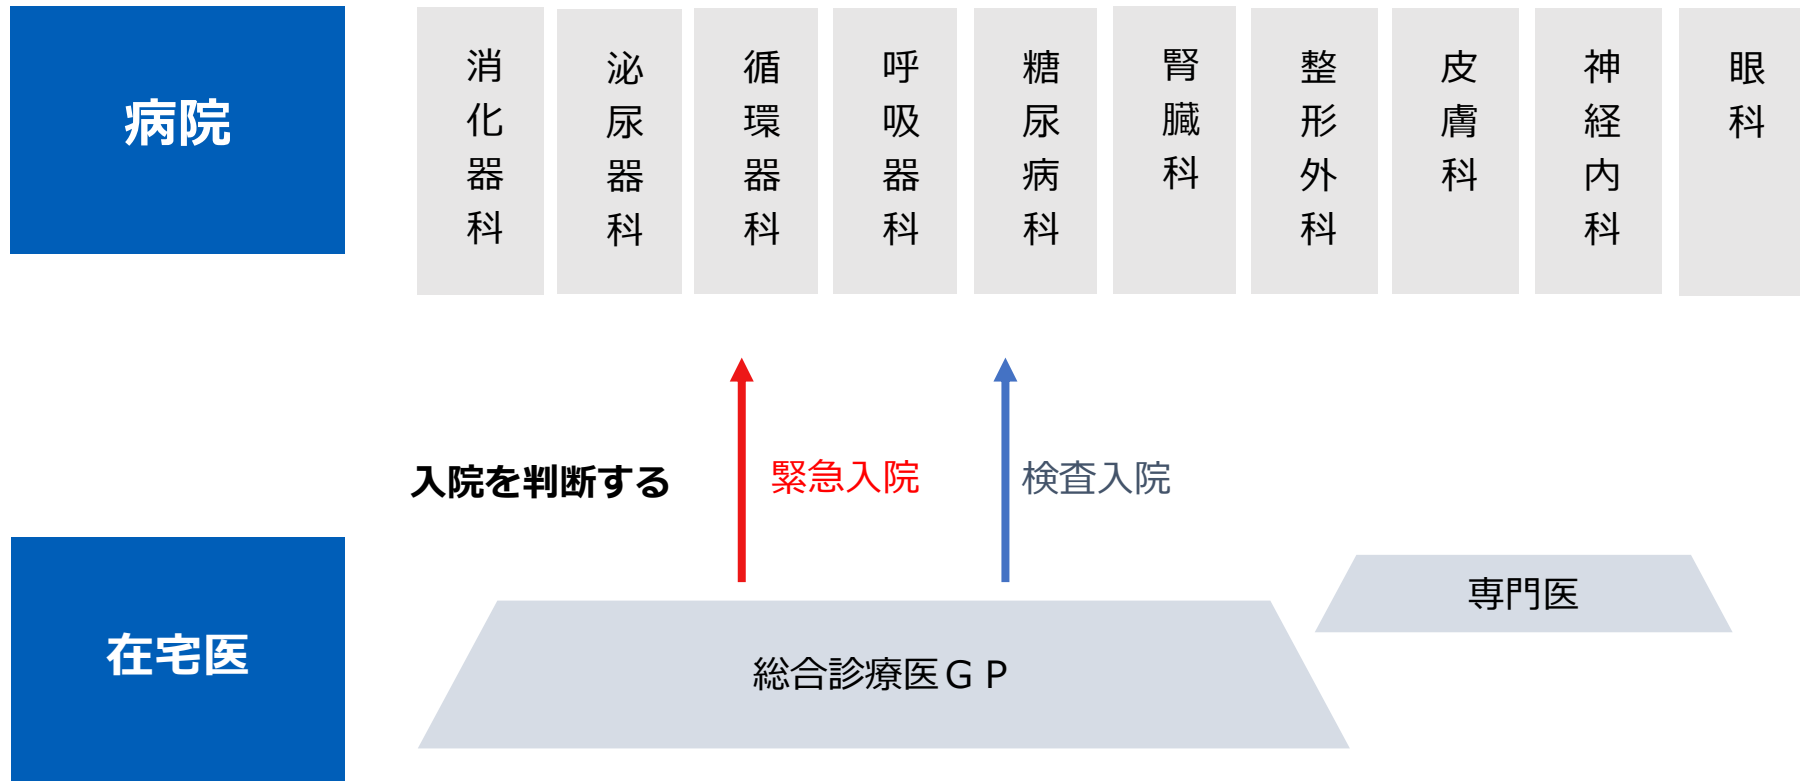 病院
消化器科
泌尿器科
循環器科
呼吸器科
糖尿病科
腎臓科
整形外科
皮膚科
神経内科
眼科
入院を判断する
緊急入院
検査入院
在宅医
総合診療医ＧＰ
専門医